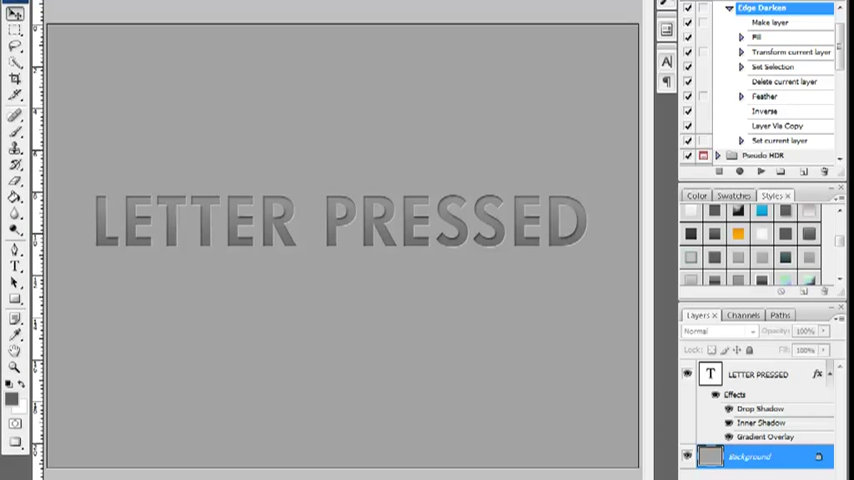 Edge Darken
Make layer
Fill
Transform current layer
Set Selection
Delete current layer
Feather
Inverse
Layer Via Copy
Set current layer
Pseudo HDR
LETTER PRESSED
Color Swatches Styles x
Layers x Channels Paths
Normal Opacity: 100%
Lock: Fill: 100%
T LETTER PRESSED fx
Effects
Drop Shadow
Inner Shadow
Gradient Overlay
Background